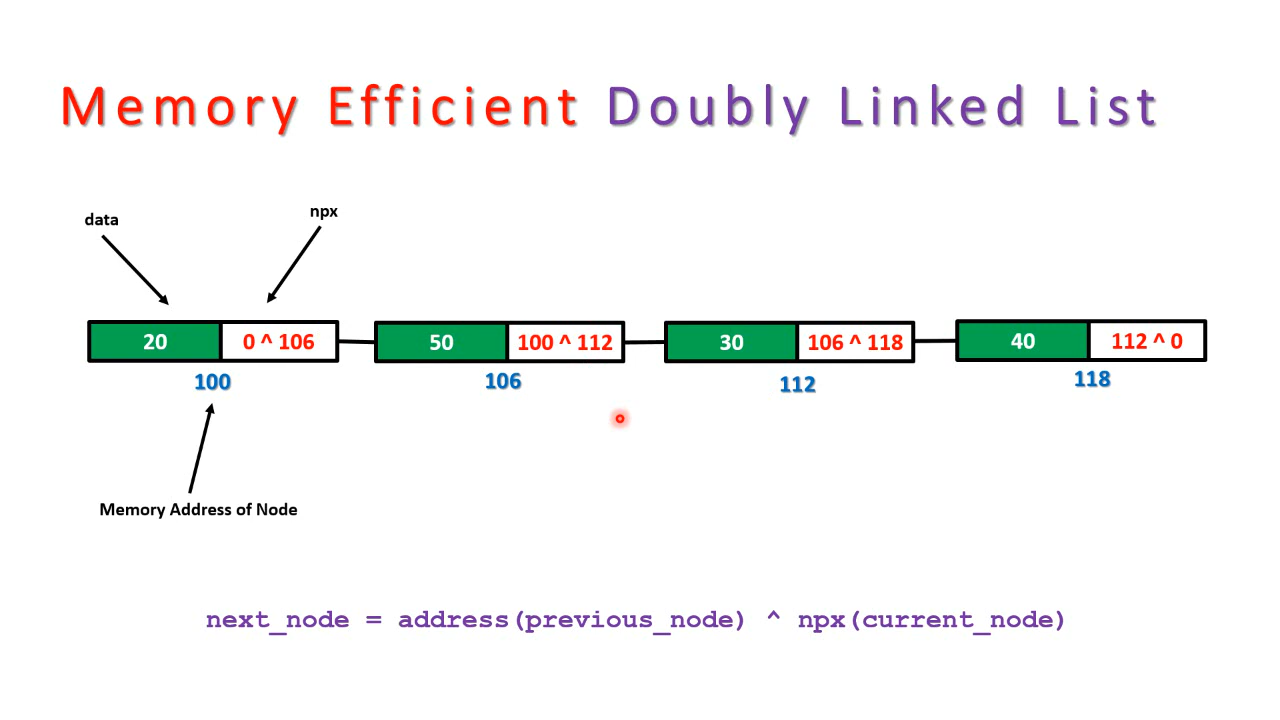 Memory Efficient Doubly Linked List
data
npx
20 0 ^ 106 50 100 ^ 112 30 106 ^ 118 40 112 ^ 0
100 106 112 118
Memory Address of Node
next_node = address(previous_node) ^ npx(current_node)